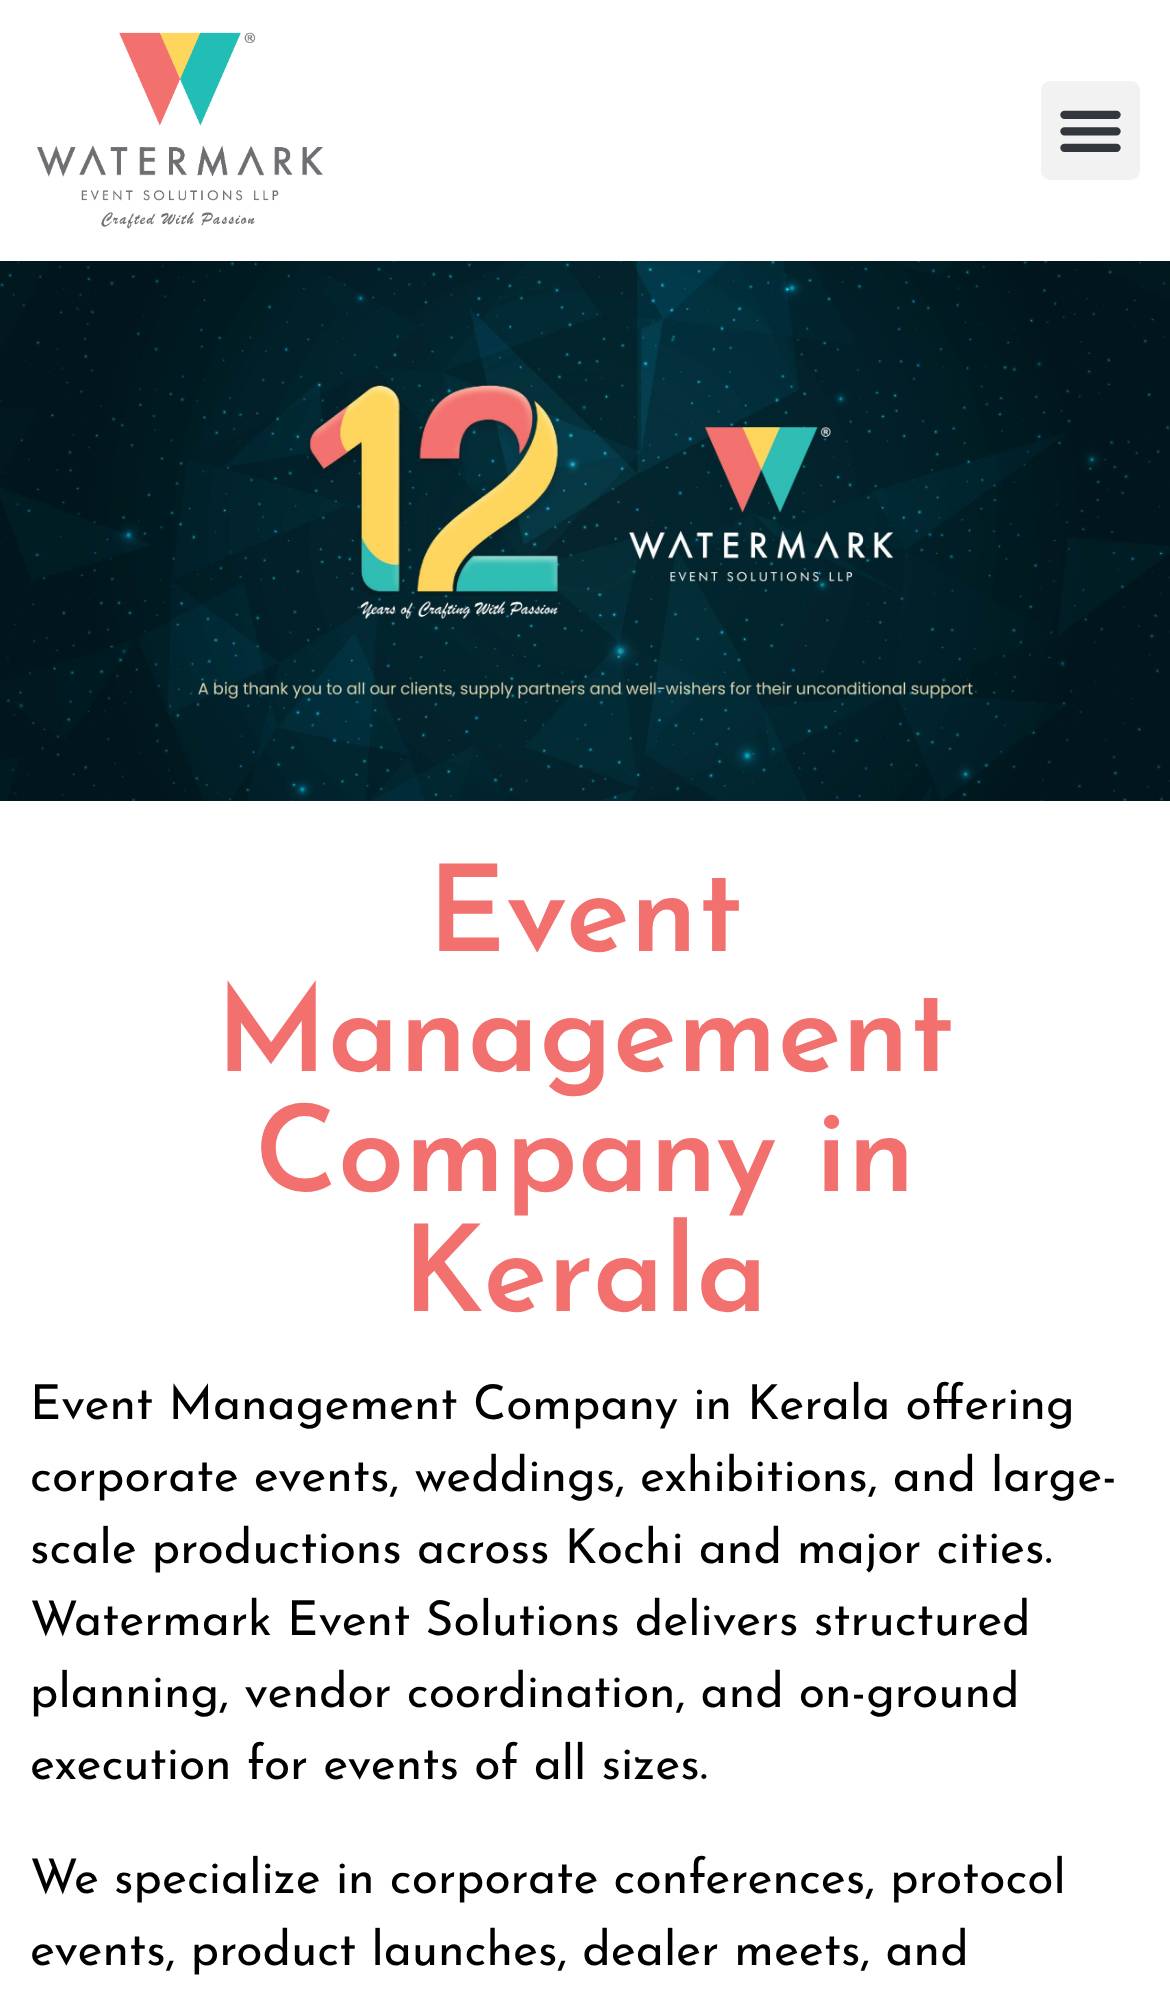 ®
WATERMARK
EVENT SOLUTIONS LLP
Crafted With Passion
12
Years of Crafting With Passion
®
WATERMARK
EVENT SOLUTIONS LLP
A big thank you to all our clients, supply partners and well-wishers for their unconditional support
Event
Management
Company in
Kerala
Event Management Company in Kerala offering
corporate events, weddings, exhibitions, and large-
scale productions across Kochi and major cities.
Watermark Event Solutions delivers structured
planning, vendor coordination, and on-ground
execution for events of all sizes.
We specialize in corporate conferences, protocol
events, product launches, dealer meets, and